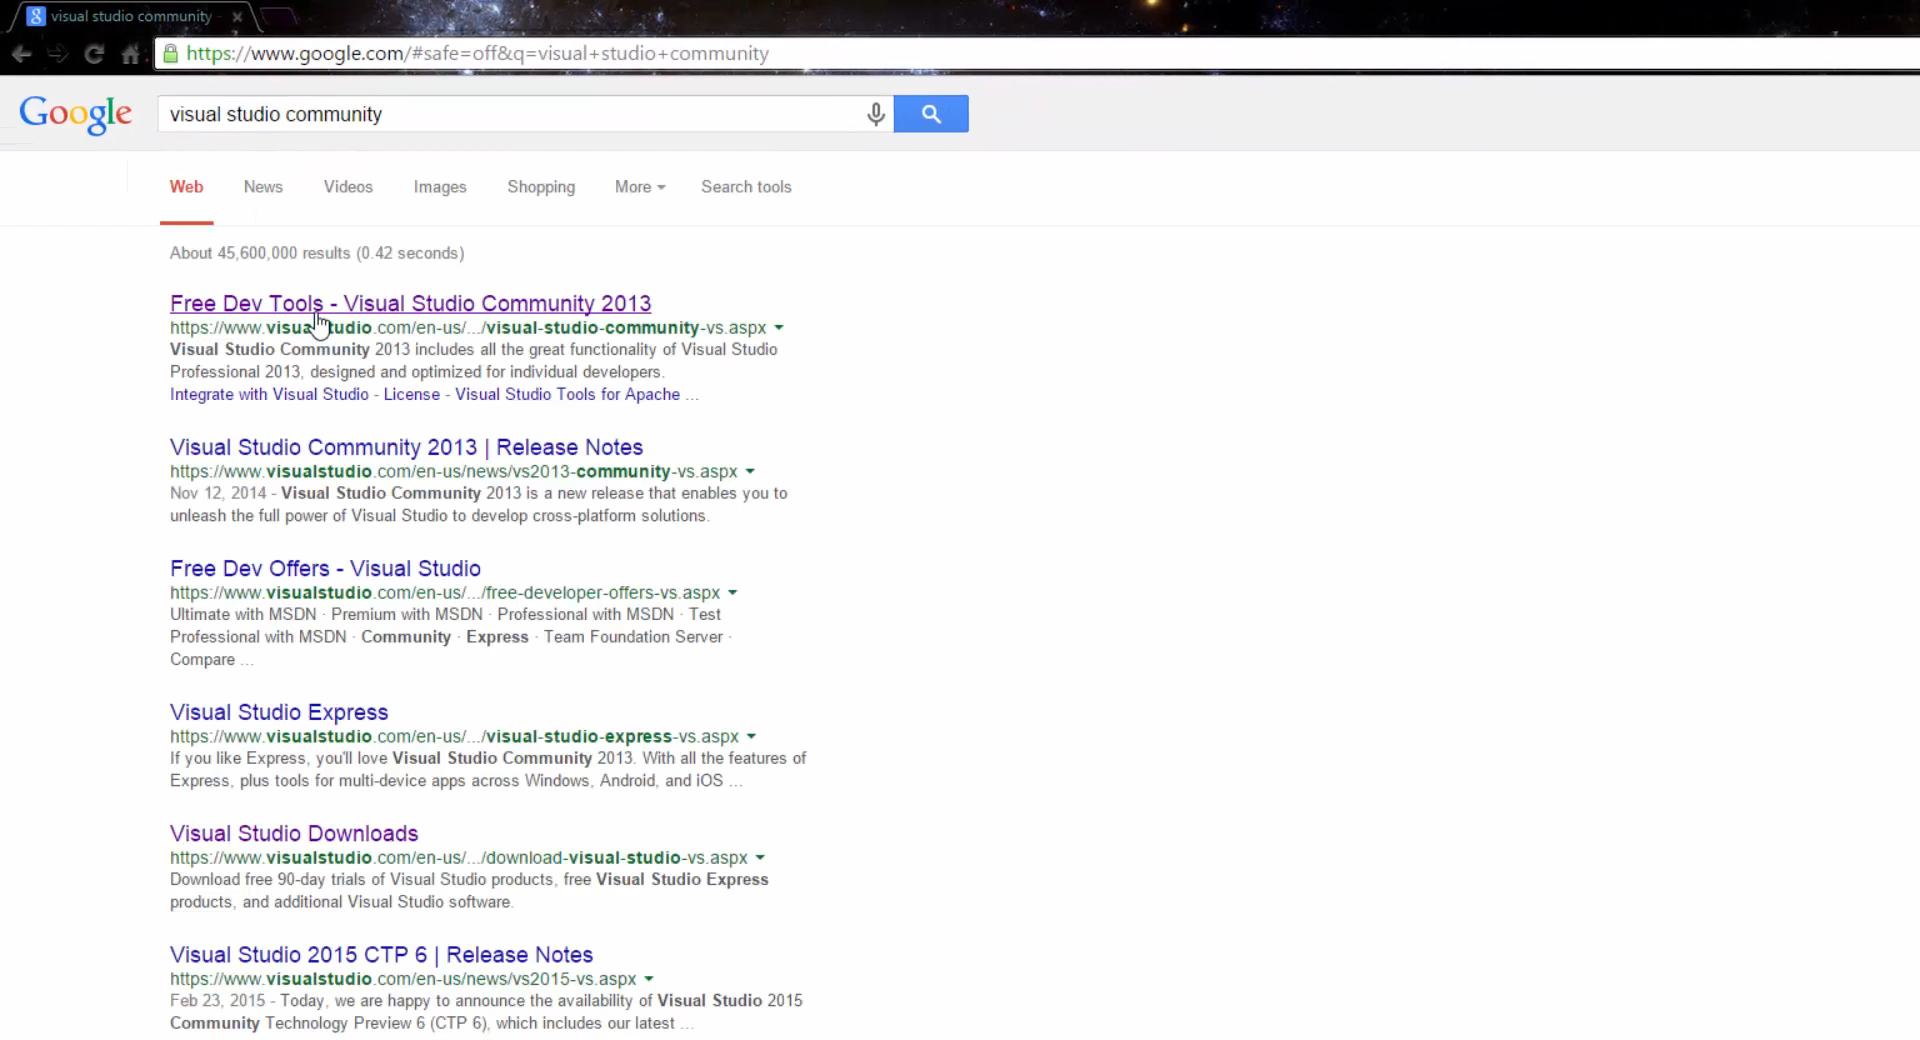 visual studio community
https://www.google.com/#safe=off&q=visual+studio+community
Google
visual studio community
Web News Videos Images Shopping More Search tools
About 45,600,000 results (0.42 seconds)
Free Dev Tools - Visual Studio Community 2013
https://www.visua tudio.com/en-us/.../visual-studio-community-vs.aspx
Visual Studio Community 2013 includes all the great functionality of Visual Studio
Professional 2013, designed and optimized for individual developers.
Integrate with Visual Studio - License - Visual Studio Tools for Apache ...
Visual Studio Community 2013 | Release Notes
https://www.visualstudio.com/en-us/news/vs2013-community-vs.aspx
Nov 12, 2014 - Visual Studio Community 2013 is a new release that enables you to
unleash the full power of Visual Studio to develop cross-platform solutions.
Free Dev Offers - Visual Studio
https://www.visualstudio.com/en-us/.../free-developer-offers-vs.aspx
Ultimate with MSDN · Premium with MSDN · Professional with MSDN · Test
Professional with MSDN · Community · Express · Team Foundation Server ·
Compare ...
Visual Studio Express
https://www.visualstudio.com/en-us/.../visual-studio-express-vs.aspx
If you like Express, you'll love Visual Studio Community 2013. With all the features of
Express, plus tools for multi-device apps across Windows, Android, and iOS ...
Visual Studio Downloads
https://www.visualstudio.com/en-us/.../download-visual-studio-vs.aspx
Download free 90-day trials of Visual Studio products, free Visual Studio Express
products, and additional Visual Studio software.
Visual Studio 2015 CTP 6 | Release Notes
https://www.visualstudio.com/en-us/news/vs2015-vs.aspx
Feb 23, 2015 - Today, we are happy to announce the availability of Visual Studio 2015
Community Technology Preview 6 (CTP 6), which includes our latest ...